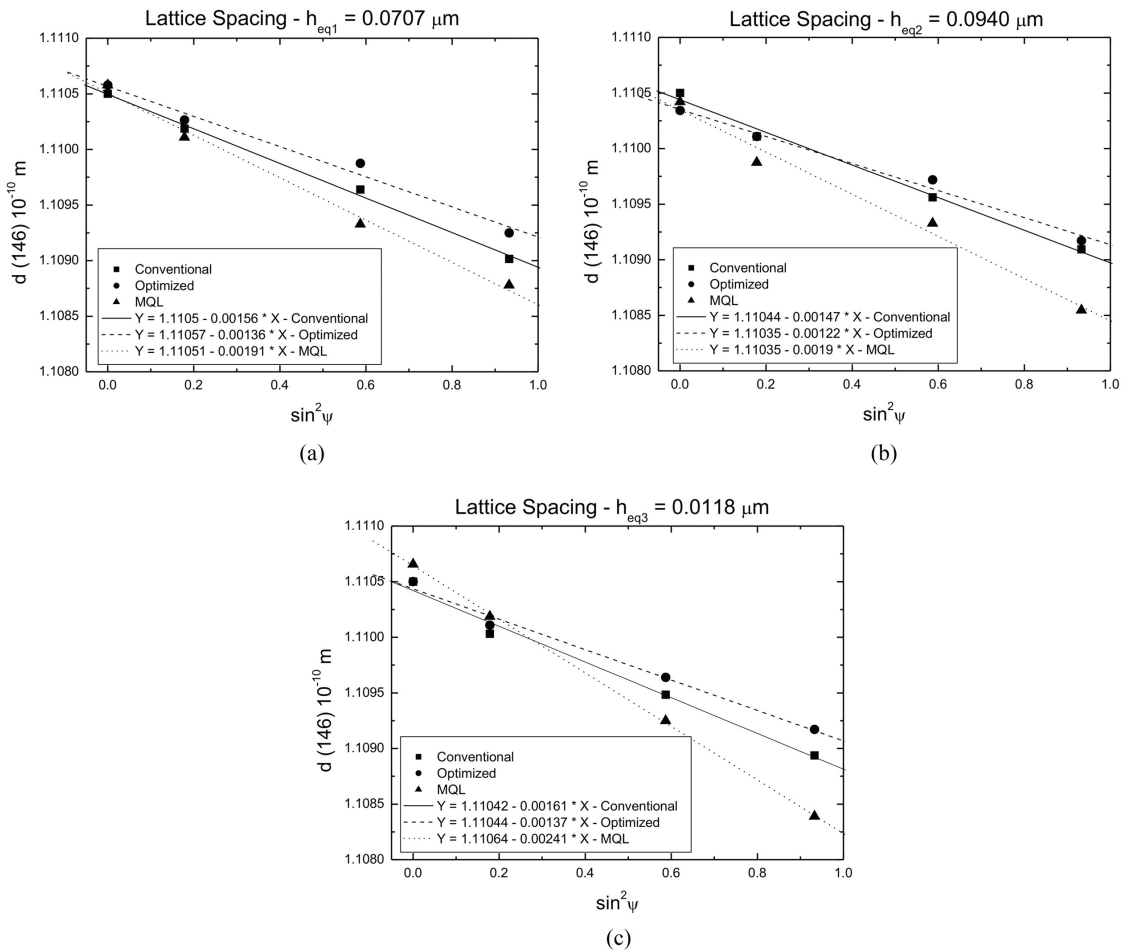 Lattice Spacing - h_eq1 = 0.0707 μm
1.1110
1.1105
1.1100
1.1095
1.1090
1.1085
1.1080
d (146) 10^-10 m
Conventional
Optimized
MQL
Y = 1.1105 - 0.00156 * X - Conventional
Y = 1.11057 - 0.00136 * X - Optimized
Y = 1.11051 - 0.00191 * X - MQL
0.0 0.2 0.4 0.6 0.8 1.0
sin²ψ
(a)
Lattice Spacing - h_eq2 = 0.0940 μm
1.1110
1.1105
1.1100
1.1095
1.1090
1.1085
1.1080
d (146) 10^-10 m
Conventional
Optimized
MQL
Y = 1.11044 - 0.00147 * X - Conventional
Y = 1.11035 - 0.00122 * X - Optimized
Y = 1.11035 - 0.0019 * X - MQL
0.0 0.2 0.4 0.6 0.8 1.0
sin²ψ
(b)
Lattice Spacing - h_eq3 = 0.0118 μm
1.1110
1.1105
1.1100
1.1095
1.1090
1.1085
1.1080
d (146) 10^-10 m
Conventional
Optimized
MQL
Y = 1.11042 - 0.00161 * X - Conventional
Y = 1.11044 - 0.00137 * X - Optimized
Y = 1.11064 - 0.00241 * X - MQL
0.0 0.2 0.4 0.6 0.8 1.0
sin²ψ
(c)